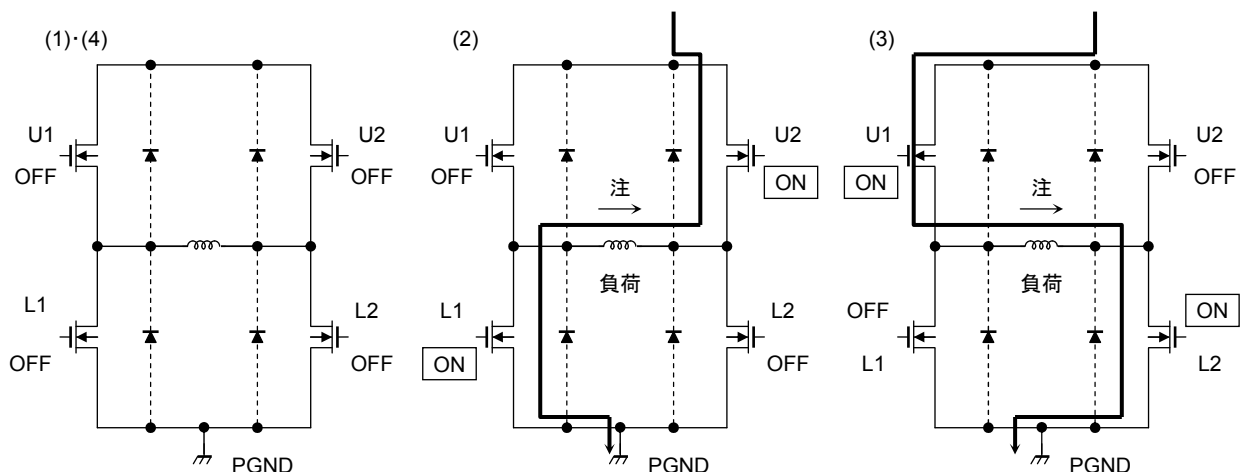 (1)･(4)
U1
OFF
U2
OFF
L1
OFF
L2
OFF
PGND
(2)
U1
OFF
U2
ON
注
負荷
L1
ON
L2
OFF
PGND
(3)
U1
ON
U2
OFF
注
負荷
OFF
L1
ON
L2
PGND